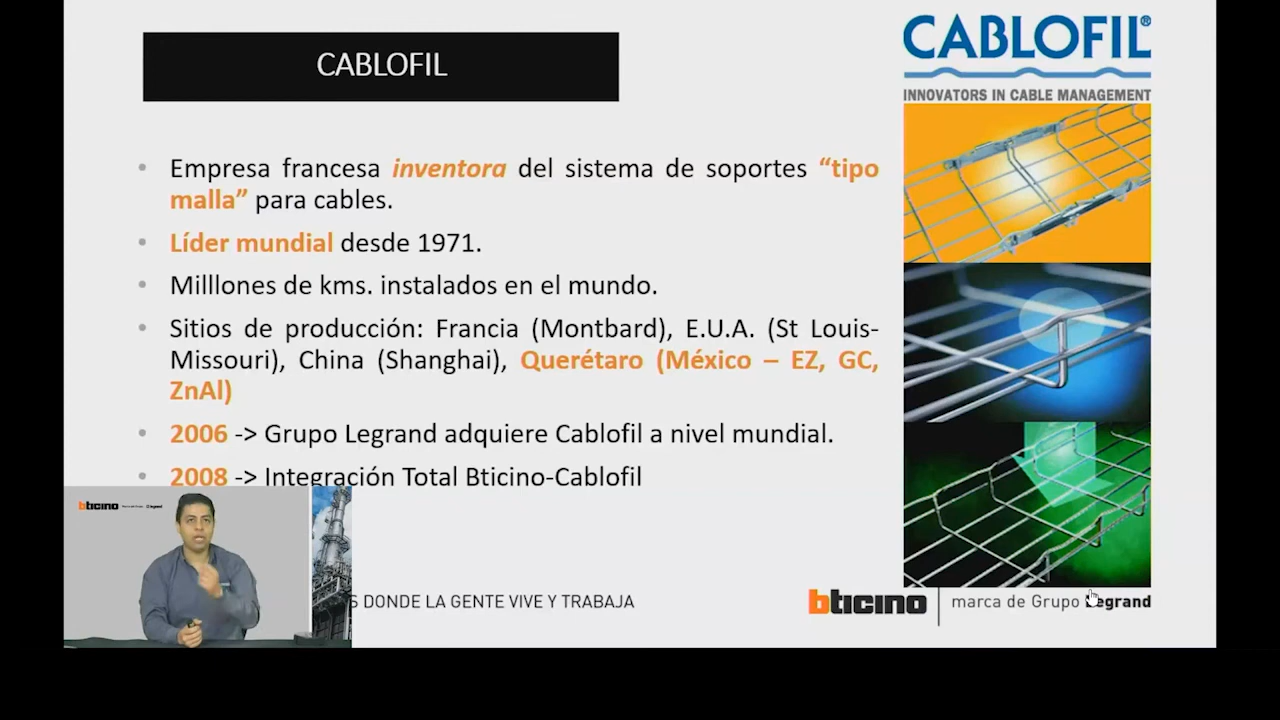 CABLOFIL
CABLOFIL®
INNOVATORS IN CABLE MANAGEMENT
• Empresa francesa inventora del sistema de soportes “tipo
malla” para cables.
• Líder mundial desde 1971.
• Milllones de kms. instalados en el mundo.
• Sitios de producción: Francia (Montbard), E.U.A. (St Louis-
Missouri), China (Shanghai), Querétaro (México – EZ, GC,
ZnAl)
• 2006 -> Grupo Legrand adquiere Cablofil a nivel mundial.
• 2008 -> Integración Total Bticino-Cablofil
bticino
S DONDE LA GENTE VIVE Y TRABAJA
bticino marca de Grupo legrand